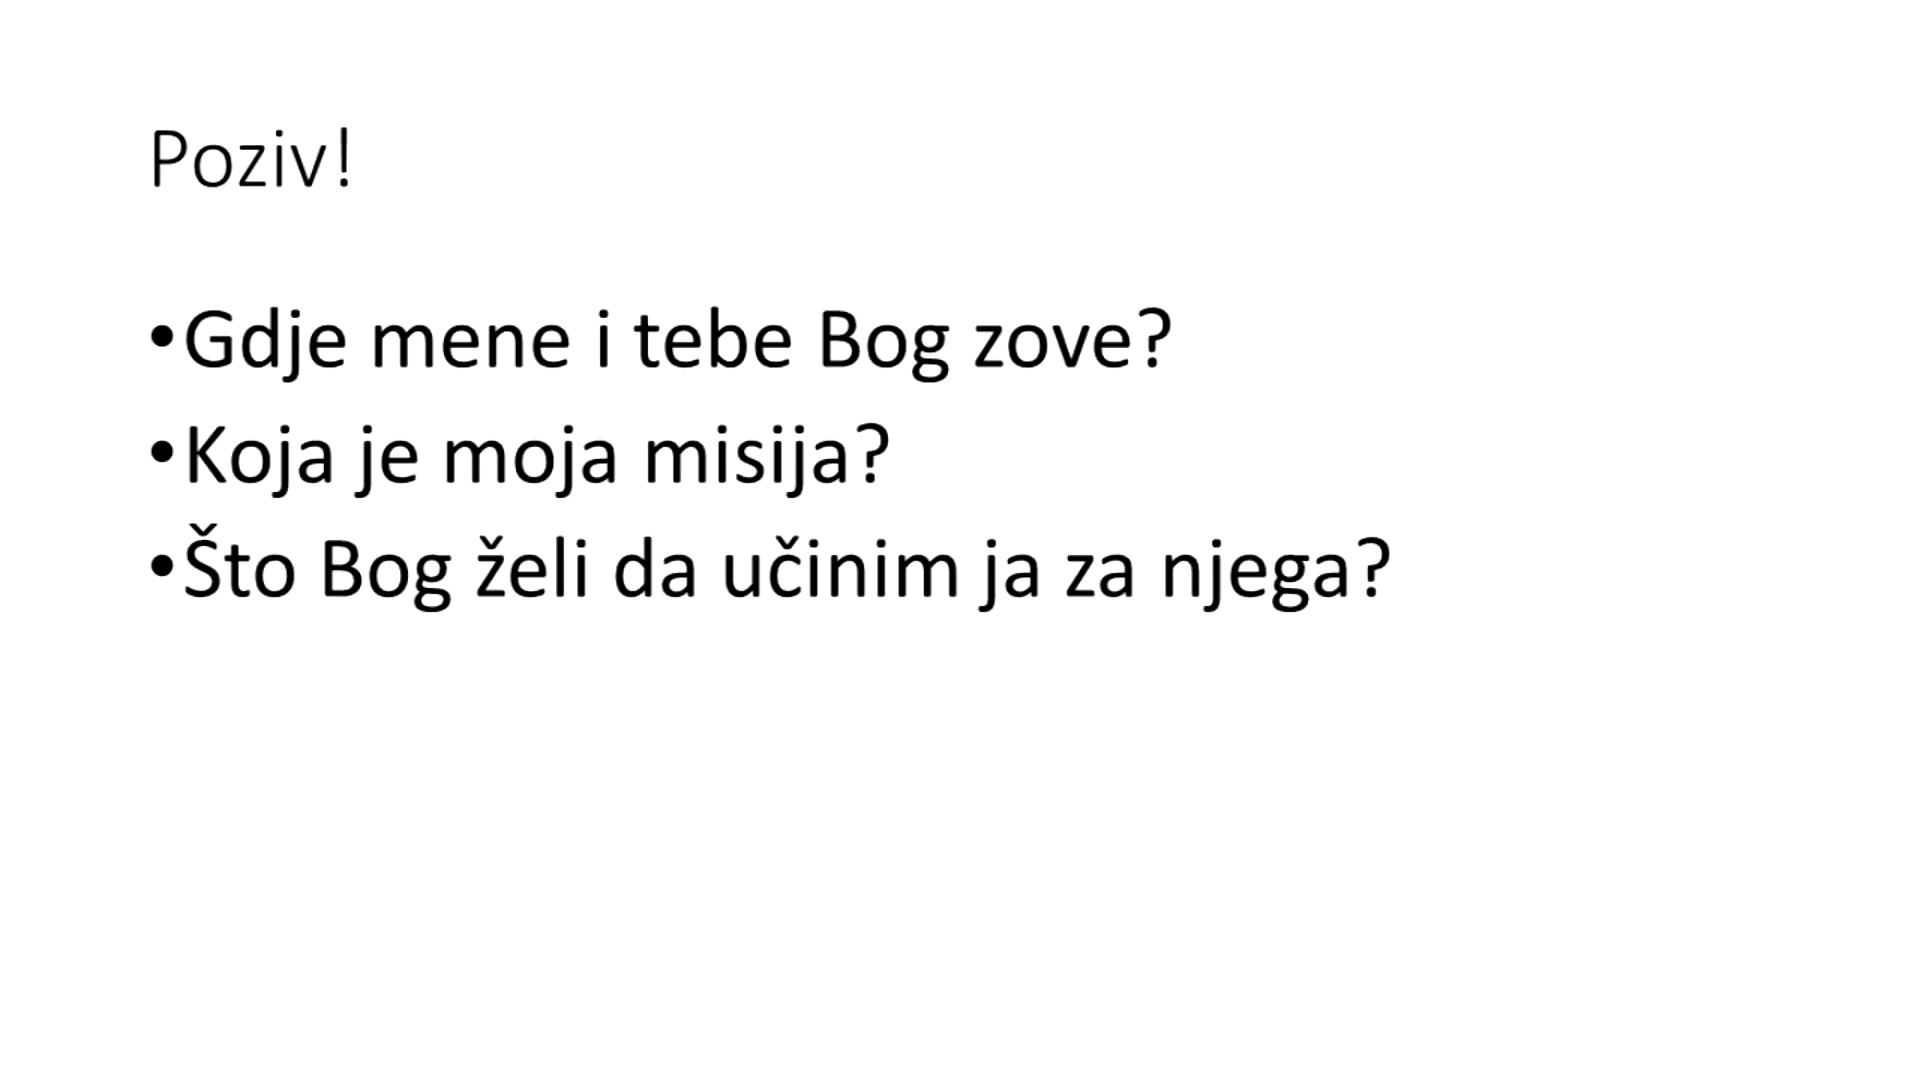 Poziv!
•Gdje mene i tebe Bog zove?
•Koja je moja misija?
•Što Bog želi da učinim ja za njega?